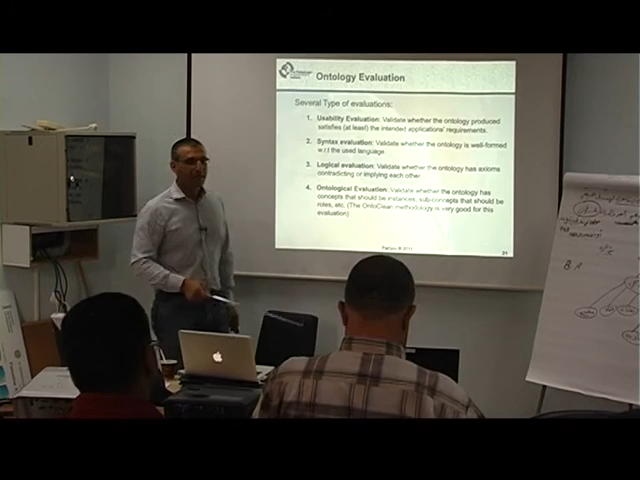 Ontology Evaluation
Several Type of evaluations:
1. Usability Evaluation: Validate whether the ontology produced
satisfies (at least) the intended applications' requirements.
2. Syntax evaluation: Validate whether the ontology is well-formed
w.r.t the used language.
3. Logical evaluation: Validate whether the ontology has axioms
contradicting or implying each other.
4. Ontological Evaluation: Validate whether the ontology has
concepts that should be instances, sub-concepts that should be
roles, etc. (The OntoClean methodology is very good for this
evaluation)